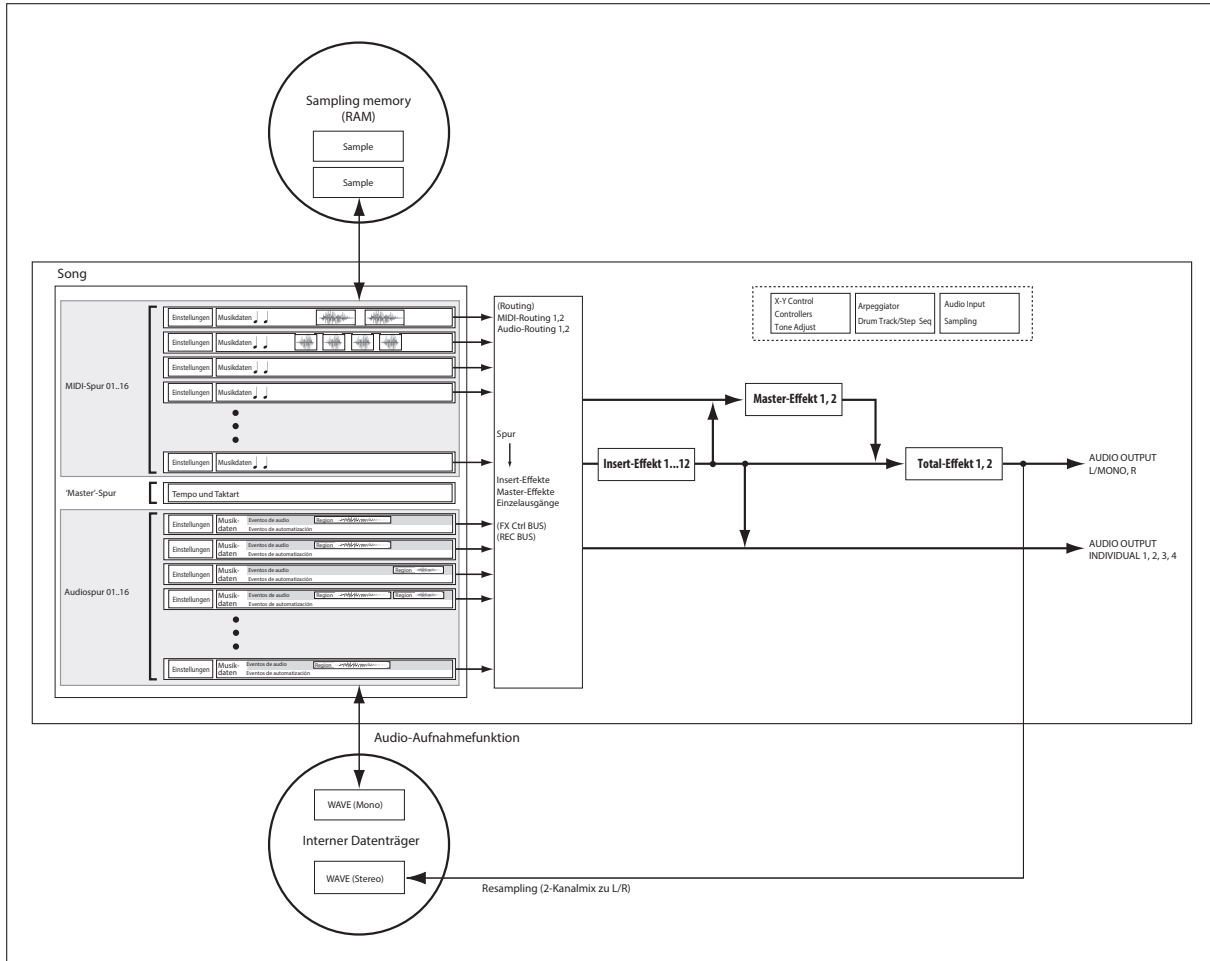 Sampling memory
(RAM)
Sample
Sample
Song
MIDI-Spur 01..16
Einstellungen
Musikdaten
Einstellungen
Musikdaten
Einstellungen
Musikdaten
Einstellungen
Musikdaten
Einstellungen
Musikdaten
'Master'-Spur
Tempo und Taktart
Audiospur 01..16
Einstellungen
Musik-
daten
Eventos de audio
Region
Eventos de automatización
Einstellungen
Musik-
daten
Eventos de audio
Region
Eventos de automatización
Einstellungen
Musik-
daten
Eventos de audio
Region
Eventos de automatización
Einstellungen
Musik-
daten
Eventos de audio
Region
Region
Eventos de automatización
Einstellungen
Musik-
daten
Eventos de audio
Region
Eventos de automatización
(Routing)
MIDI-Routing 1,2
Audio-Routing 1,2
Spur
Insert-Effekte
Master-Effekte
Einzelausgänge
(FX Ctrl BUS)
(REC BUS)
X-Y Control
Controllers
Tone Adjust
Arpeggiator
Drum Track/Step Seq
Audio Input
Sampling
Master-Effekt 1, 2
Insert-Effekt 1...12
Total-Effekt 1, 2
AUDIO OUTPUT
L/MONO, R
AUDIO OUTPUT
INDIVIDUAL 1, 2, 3, 4
Audio-Aufnahmefunktion
WAVE (Mono)
Interner Datenträger
WAVE (Stereo)
Resampling (2-Kanalmix zu L/R)